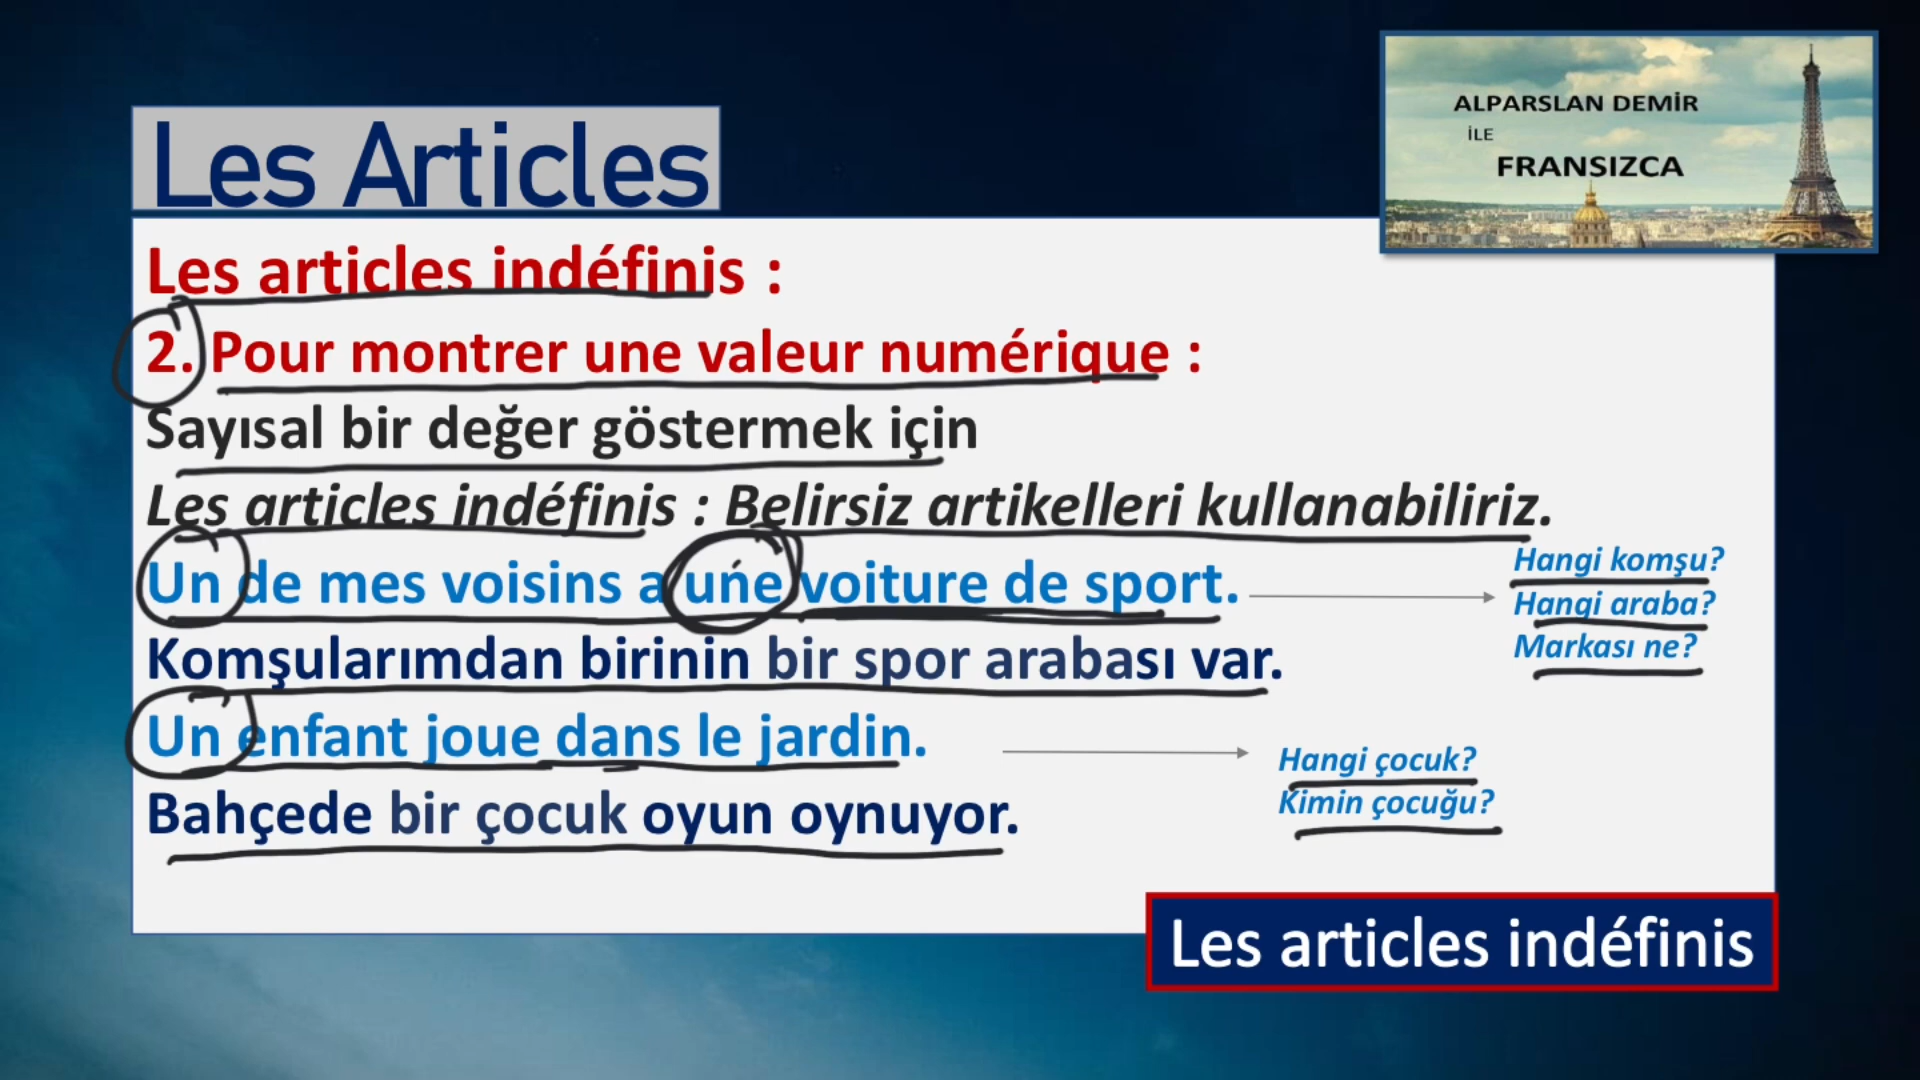 ALPARSLAN DEMİR
İLE
FRANSIZCA
Les Articles
Les articles indéfinis :
2. Pour montrer une valeur numérique :
Sayısal bir değer göstermek için
Les articles indéfinis : Belirsiz artikelleri kullanabiliriz.
Un de mes voisins a une voiture de sport.
Hangi komşu?
Hangi araba?
Markası ne?
Komşularımdan birinin bir spor arabası var.
Un enfant joue dans le jardin.
Hangi çocuk?
Kimin çocuğu?
Bahçede bir çocuk oyun oynuyor.
Les articles indéfinis